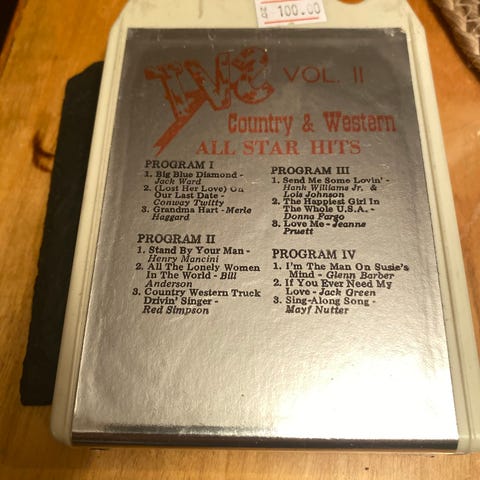 100.00
VOL. II
Country & Western
ALL STAR HITS
PROGRAM I
1. Big Blue Diamond -
Jack Ward
2. (Lost Her Love) On
Our Last Date -
Conway Twitty
3. Grandma Hart - Merle
Haggard
PROGRAM II
1. Stand By Your Man -
Henry Mancini
2. All The Lonely Women
In The World - Bill
Anderson
3. Country Western Truck
Drivin' Singer -
Red Simpson
PROGRAM III
1. Send Me Some Lovin' -
Hank Williams Jr. &
Lois Johnson
2. The Happiest Girl In
The Whole U.S.A. -
Donna Fargo
3. Love Me - Jeanne
Pruett
PROGRAM IV
1. I'm The Man On Susie's
Mind - Glenn Barber
2. If You Ever Need My
Love - Jack Green
3. Sing-Along Song -
Mayf Nutter